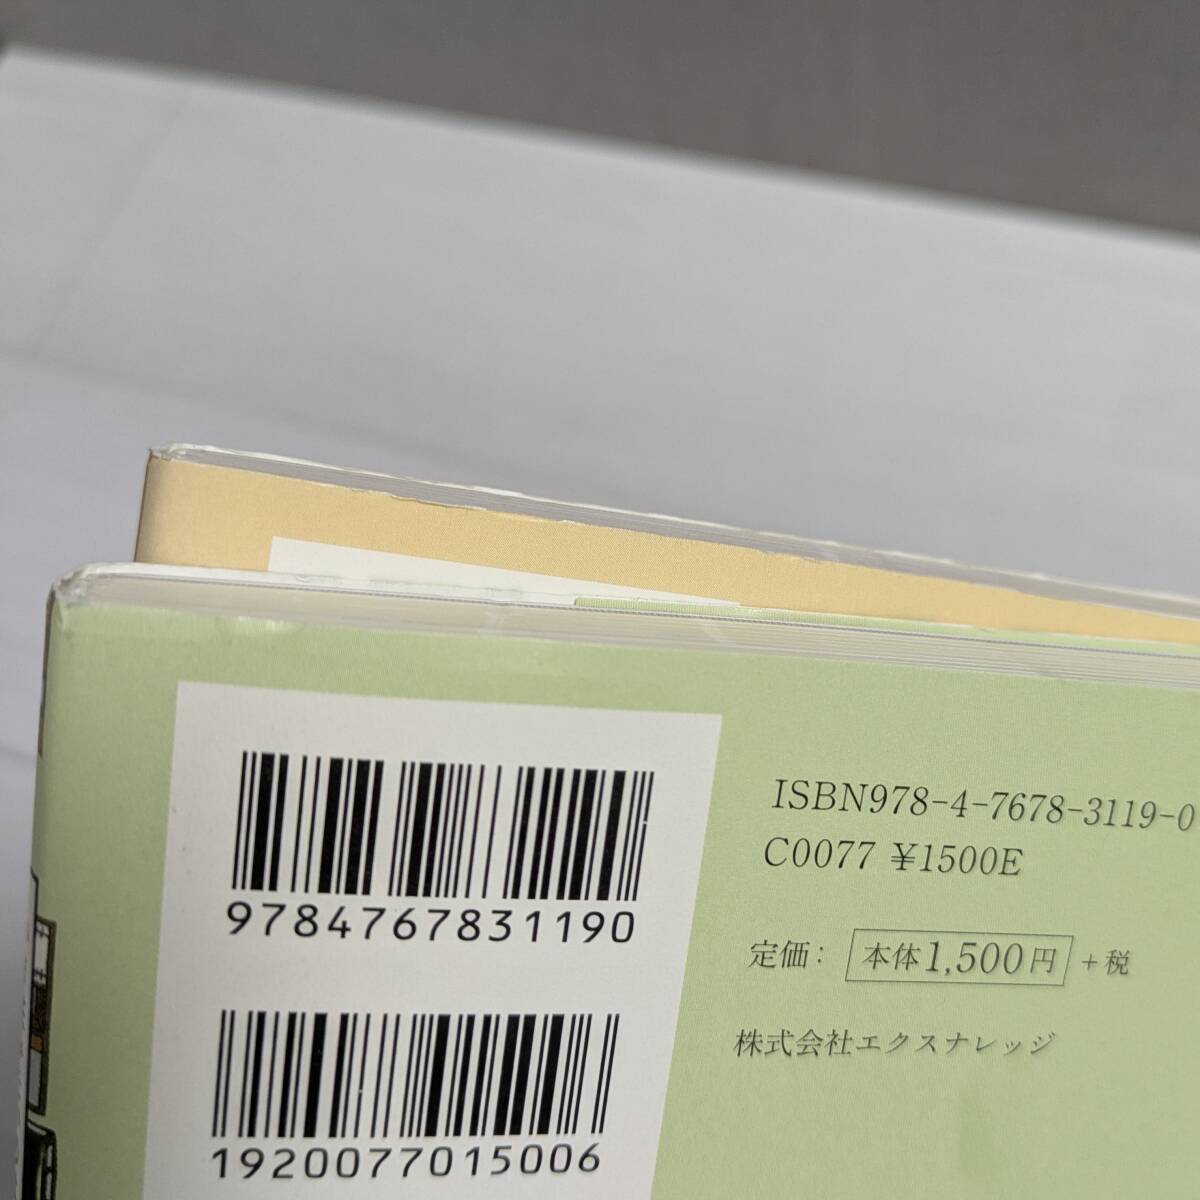 9784767831190
1920077015006
ISBN978-4-7678-3119-0
C0077 ¥1500E
定価： 本体1,500円 +税
株式会社エクスナレッジ